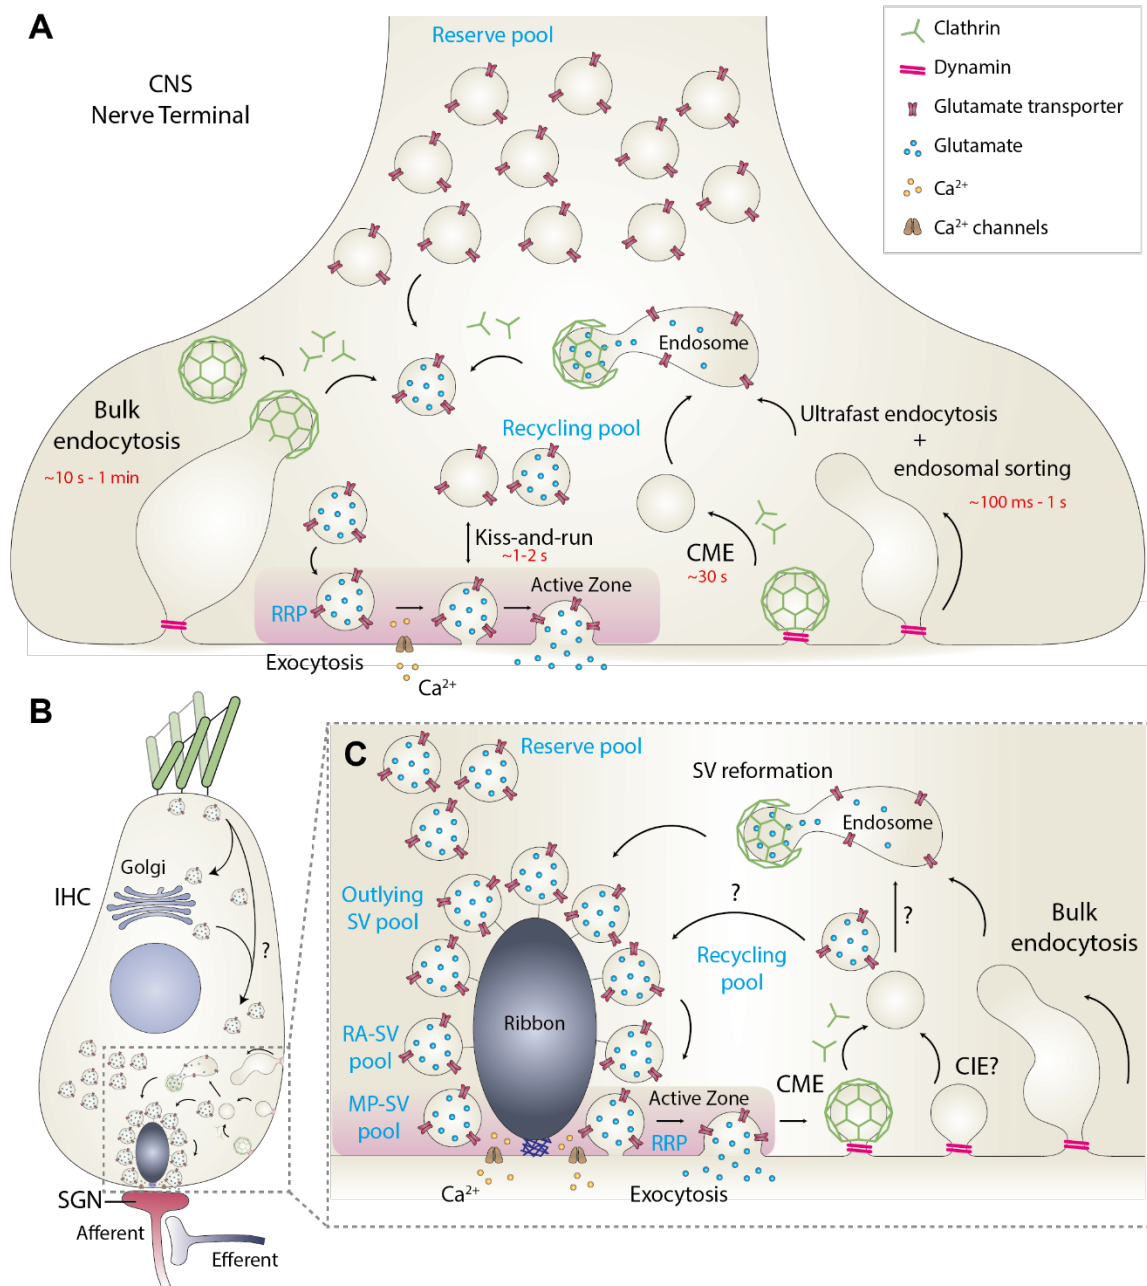 A
CNS
Nerve Terminal
Reserve pool
Clathrin
Dynamin
Glutamate transporter
Glutamate
Ca²⁺
Ca²⁺ channels
Endosome
Bulk
endocytosis
~10 s - 1 min
Recycling pool
Ultrafast endocytosis
+
endosomal sorting
~100 ms - 1 s
Kiss-and-run
~1-2 s
CME
~30 s
Active Zone
RRP
Exocytosis
Ca²⁺
B
IHC
Golgi
?
SGN
Afferent
Efferent
C
Reserve pool
SV reformation
Endosome
Outlying
SV pool
?
?
Recycling
pool
Bulk
endocytosis
Ribbon
RA-SV
pool
MP-SV
pool
Active Zone
RRP
CME
CIE?
Ca²⁺
Exocytosis